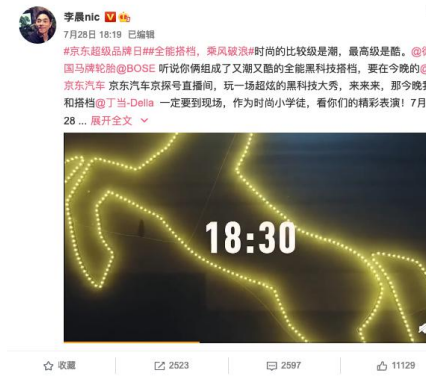 李晨nic
7月28日 18:19 已编辑
#京东超级品牌日##全能搭档，乘风破浪#时尚的比较级是潮，最高级是酷。@德
国马牌轮胎@BOSE 听说你俩组成了又潮又酷的全能黑科技搭档，要在今晚的@
京东汽车 京东汽车京探号直播间，玩一场超炫的黑科技大秀，来来来，那今晚我
和搭档@丁当-Della 一定要到现场，作为时尚小学徒，看你们的精彩表演！7月
28 ... 展开全文
18:30
收藏
2523
2597
11129